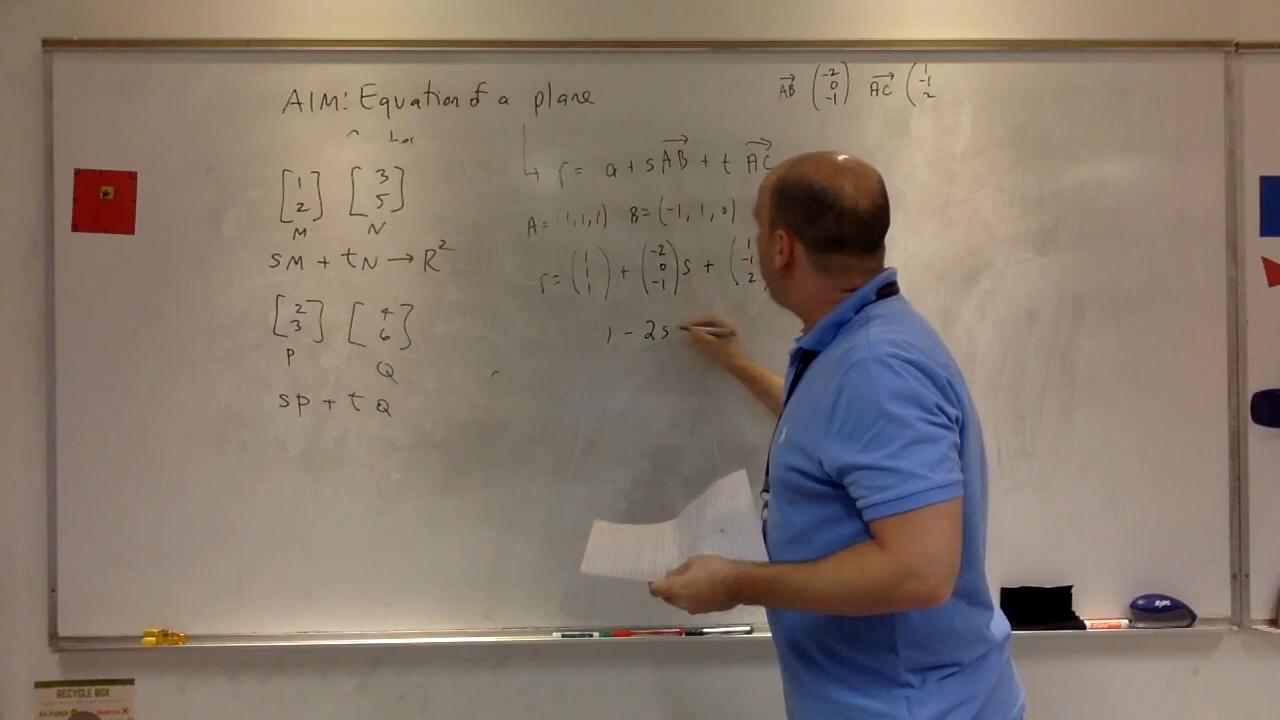 AIM: Equation of a plane
AB→ (-2 0 -1) AC→ (1 -1 2
[1 2] [3 5]
M N
sM + tN → R²
[2 3] [4 6]
P Q
sP + tQ
r = a + s AB→ + t AC→
A = (1,1,1) B = (-1, 1, 0)
r = (1 1 1) + (-2 0 -1) s + (1 -1 2
1 - 2s
RECYCLE BOX
expo